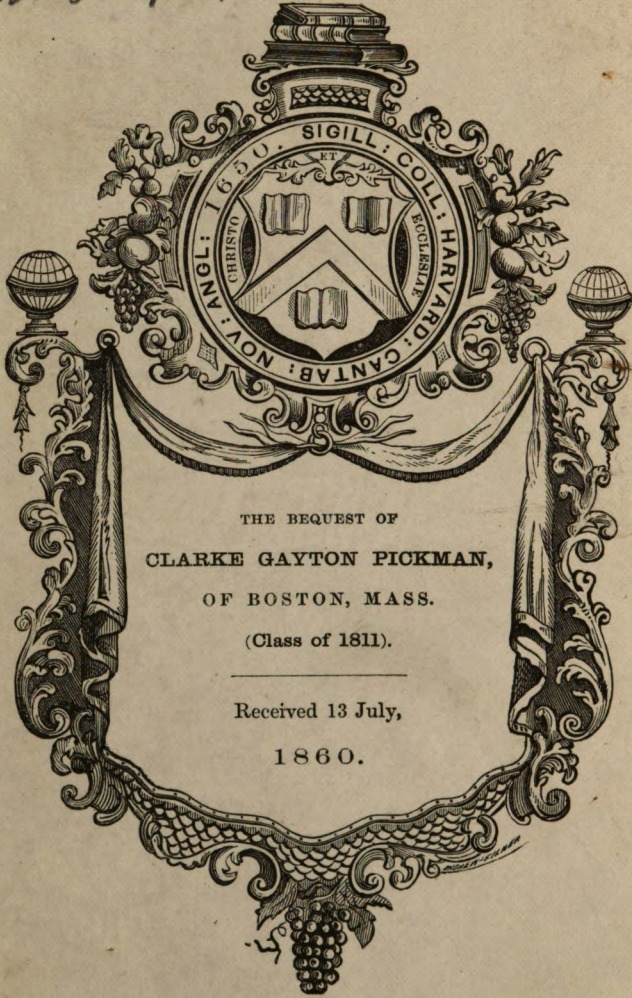 SIGILL: COLL: HARVARD: CANTAB: NOV: ANGL: 1650.
ET
CHRISTO
ECCLESIAE
THE BEQUEST OF
CLARKE GAYTON PICKMAN,
OF BOSTON, MASS.
(Class of 1811).
Received 13 July,
1860.